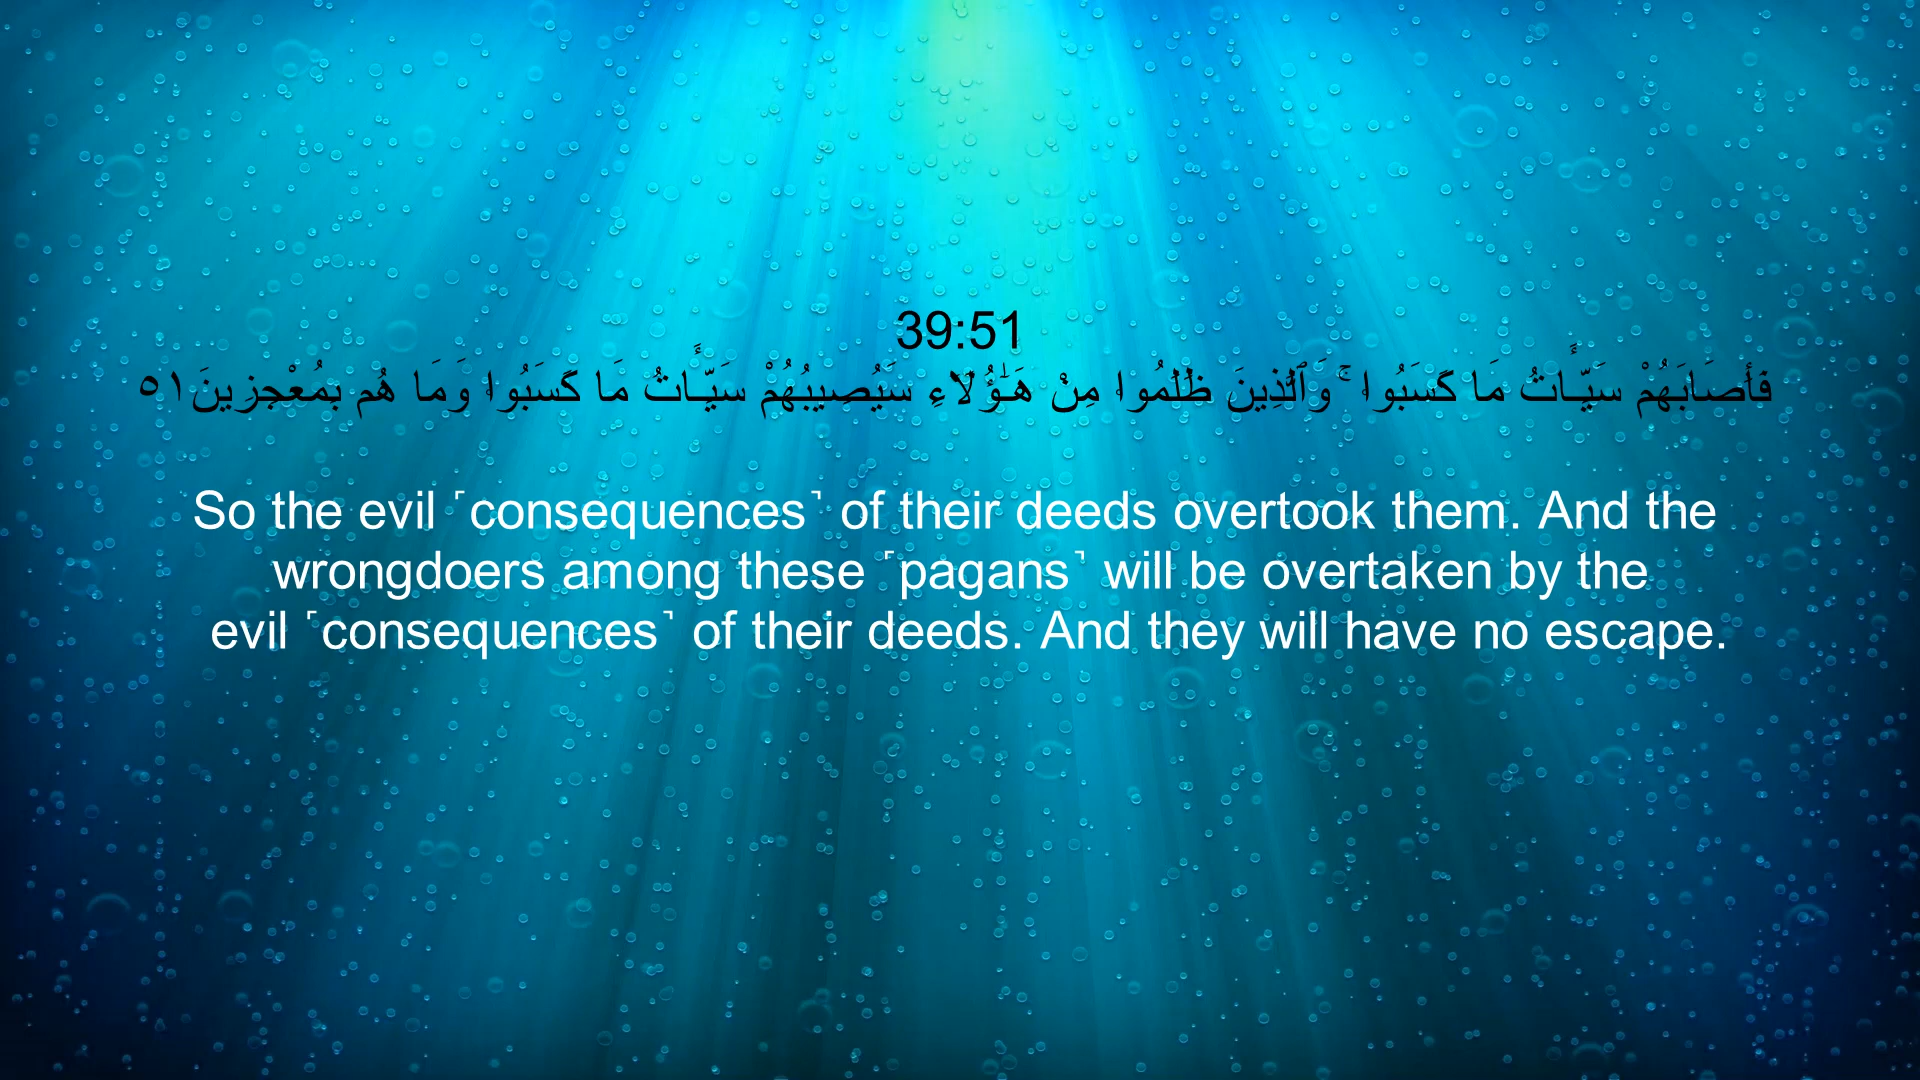 39:51
فَأَصَابَهُمْ سَيِّـَٔاتُ مَا كَسَبُوا۟ ۚ وَٱلَّذِينَ ظَلَمُوا۟ مِنْ هَـٰٓؤُلَآءِ سَيُصِيبُهُمْ سَيِّـَٔاتُ مَا كَسَبُوا۟ وَمَا هُم بِمُعْجِزِينَ ٥١
So the evil ˹consequences˺ of their deeds overtook them. And the
wrongdoers among these ˹pagans˺ will be overtaken by the
evil ˹consequences˺ of their deeds. And they will have no escape.